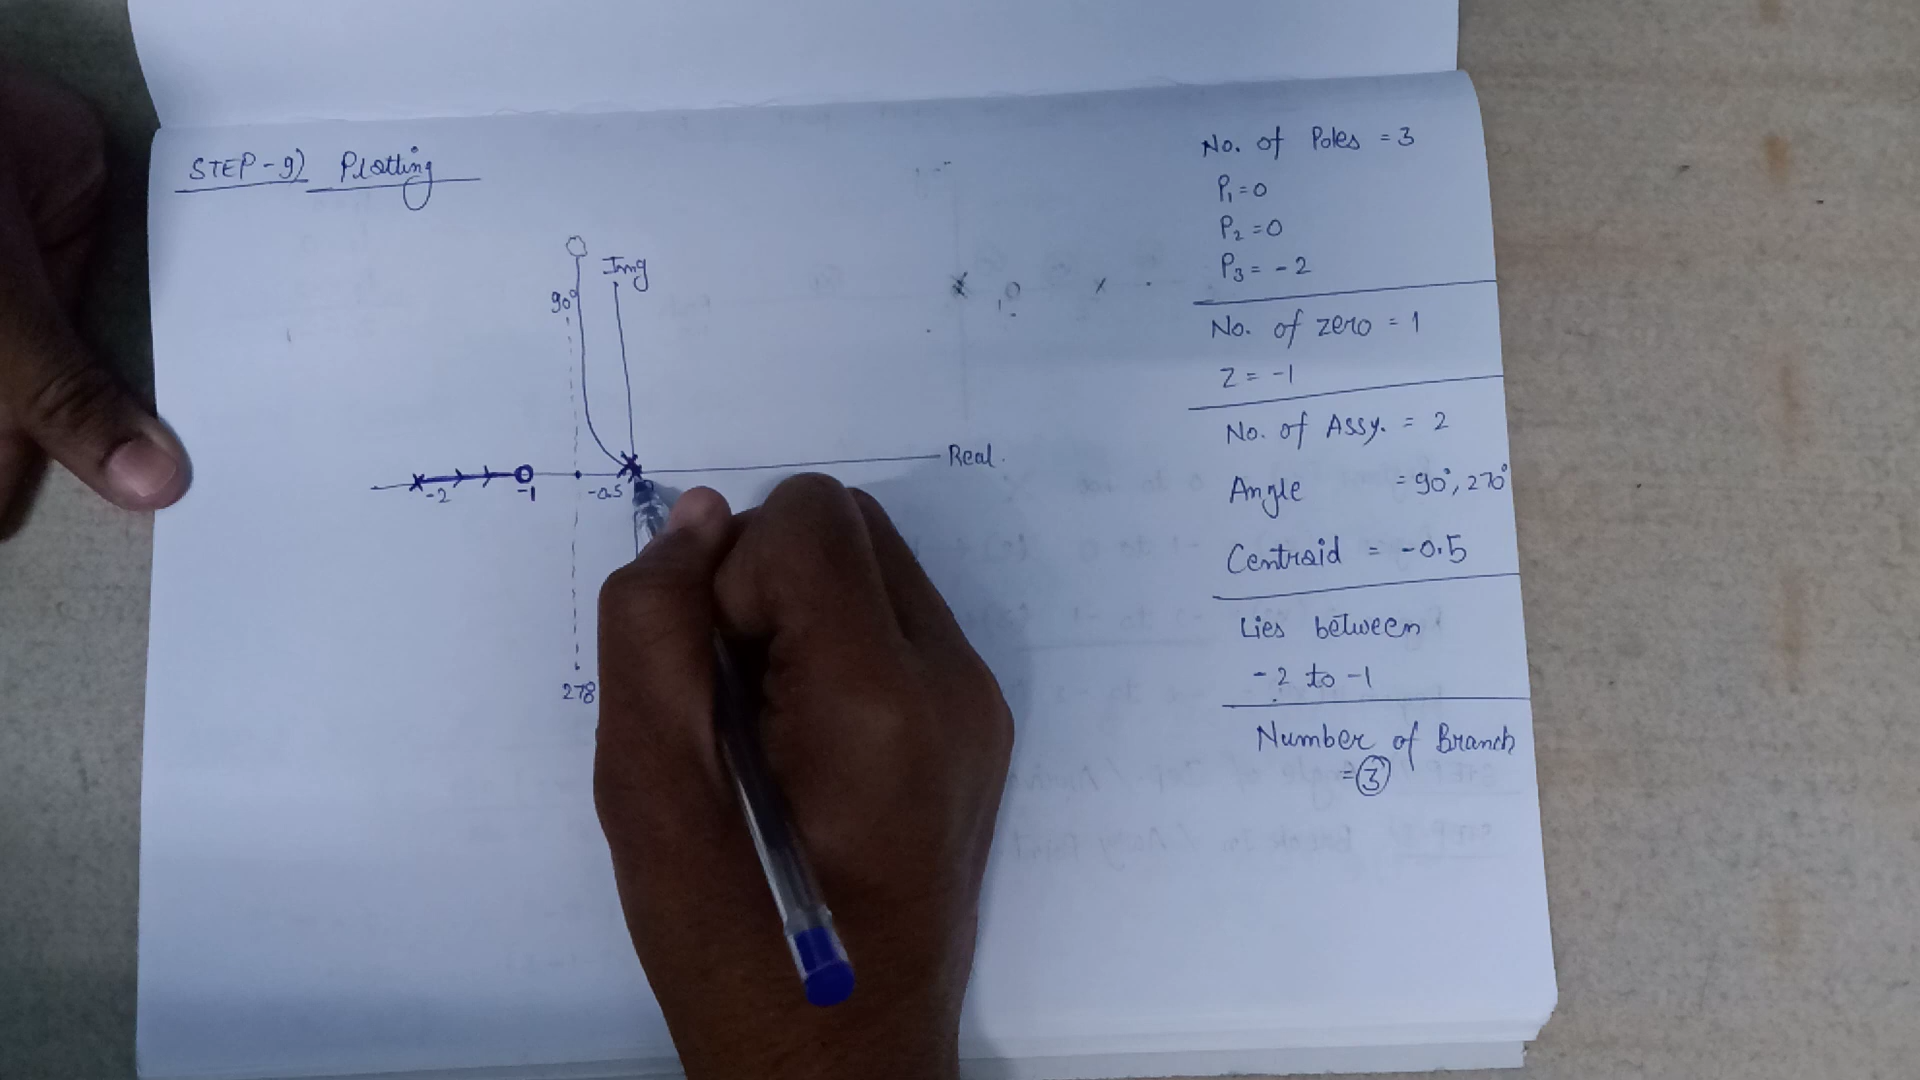 STEP-9) Plotting
Img
90°
Real.
-2
-1
-0.5
278
No. of Poles = 3
P₁ = 0
P₂ = 0
P₃ = -2
No. of zero = 1
Z = -1
No. of Assy. = 2
Angle = 90°, 270°
Centroid = -0.5
Lies between
-2 to -1
Number of Branch
= 3